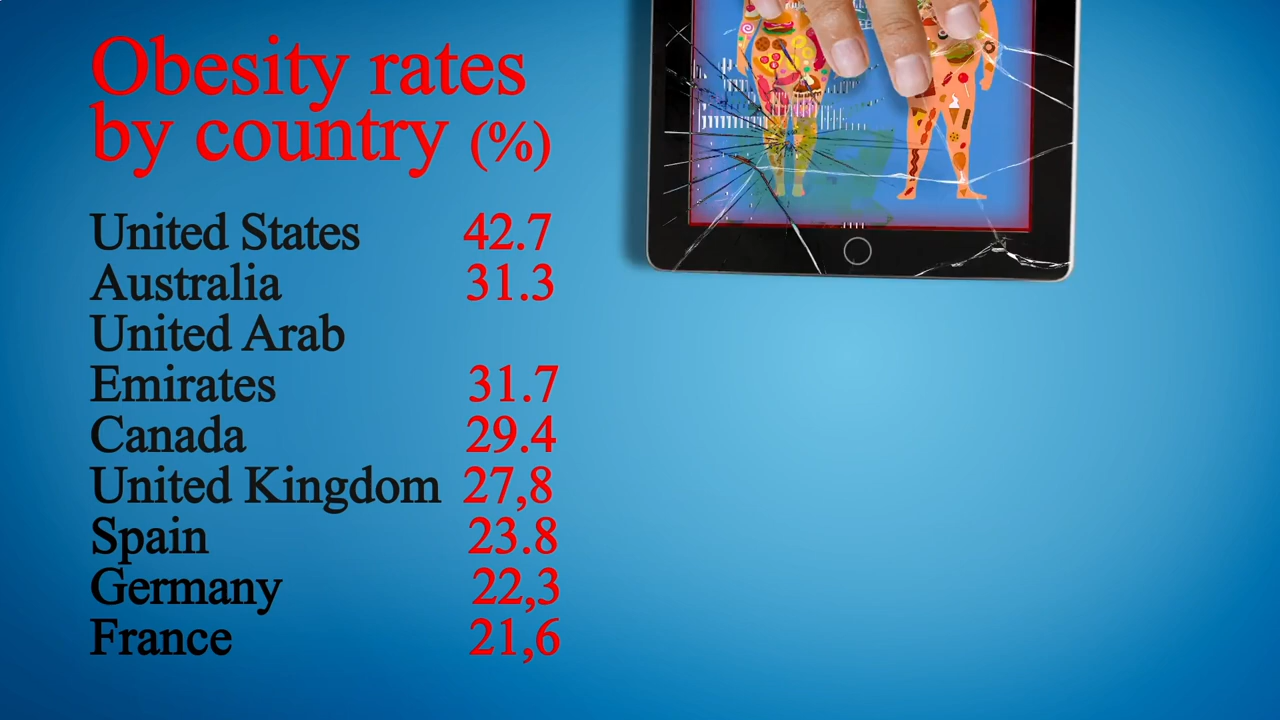 Obesity rates
by country (%)
United States 42.7
Australia 31.3
United Arab
Emirates 31.7
Canada 29.4
United Kingdom 27,8
Spain 23.8
Germany 22,3
France 21,6